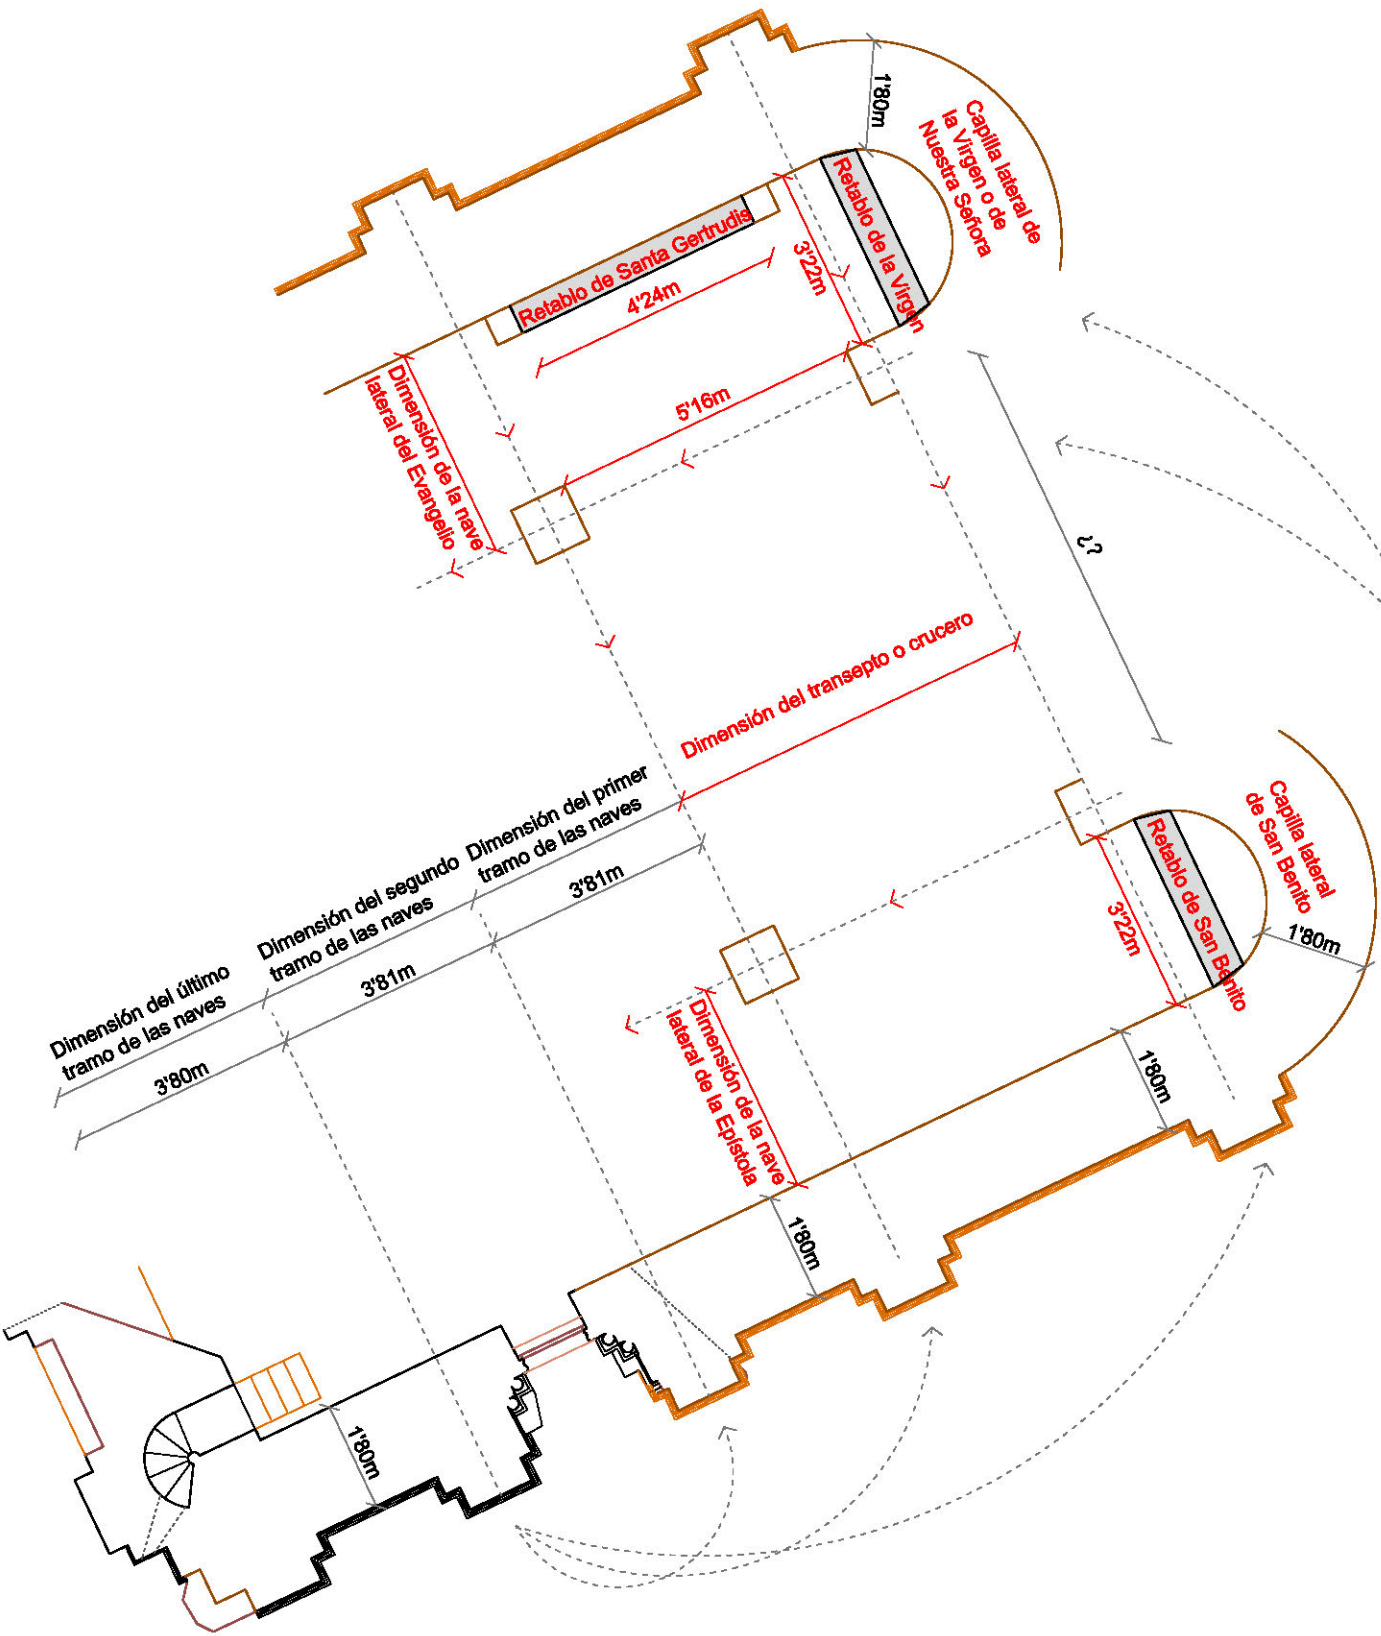 1'80m
Capilla lateral de
la Virgen o de
Nuestra Señora
Retablo de la Virgen
Retablo de Santa Gertrudis
3'22m
4'24m
5'16m
Dimensión de la nave
lateral del Evangelio
¿?
Dimensión del transepto o crucero
Dimensión del primer
tramo de las naves
Dimensión del segundo
tramo de las naves
Dimensión del último
tramo de las naves
3'81m
3'81m
3'80m
Capilla lateral
de San Benito
Retablo de San Benito
1'80m
3'22m
Dimensión de la nave
lateral de la Epístola
1'80m
1'80m
1'80m